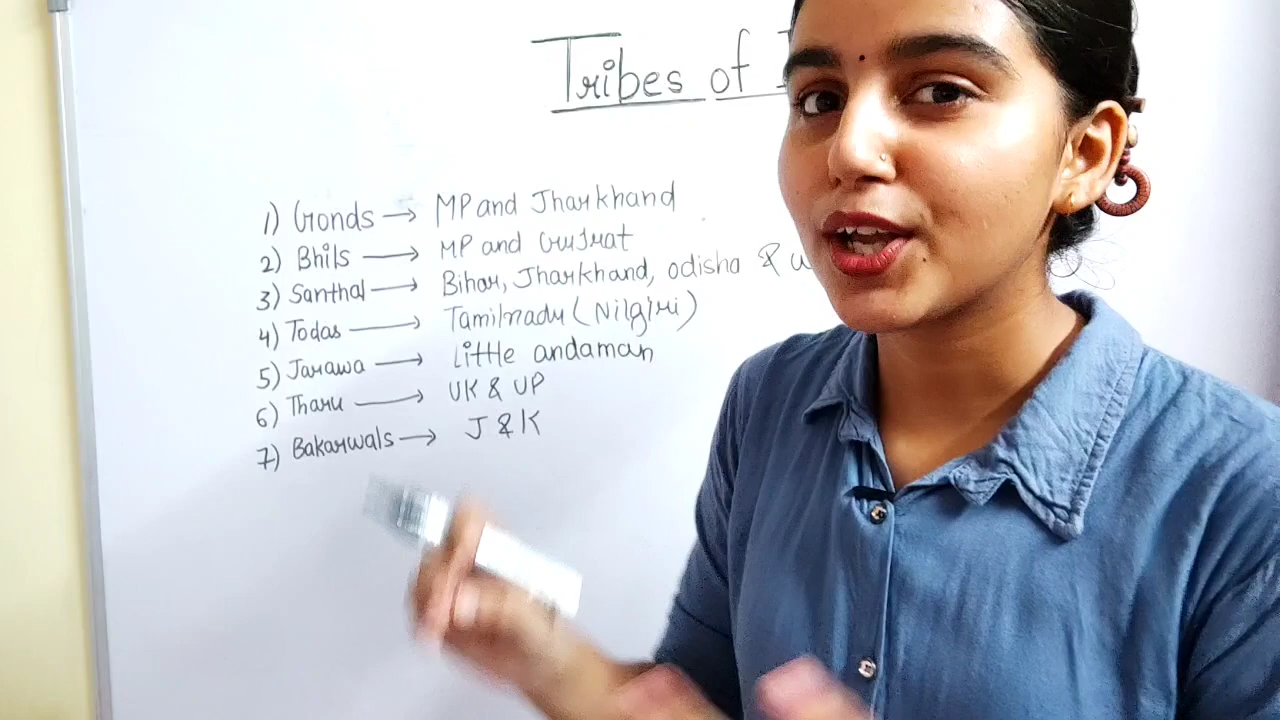 Tribes of
1) Gonds → MP and Jharkhand
2) Bhils → MP and Gujrat
3) Santhal → Bihar, Jharkhand, odisha &
4) Todas → Tamilnadu (Nilgiri)
5) Jarawa → Little andaman
6) Tharu → UK & UP
7) Bakarwals → J & K